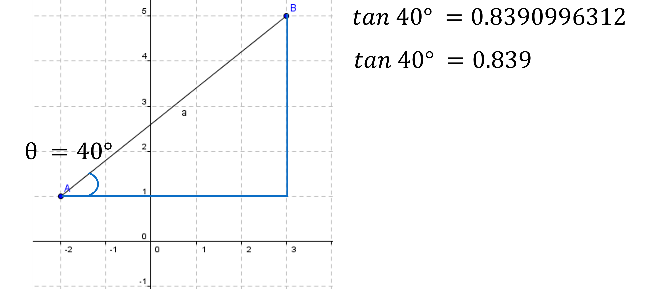 5
B
tan 40° = 0.8390996312
4
tan 40° = 0.839
3
a
θ = 40°
2
A
1
0
-2 -1 0 1 2 3
-1